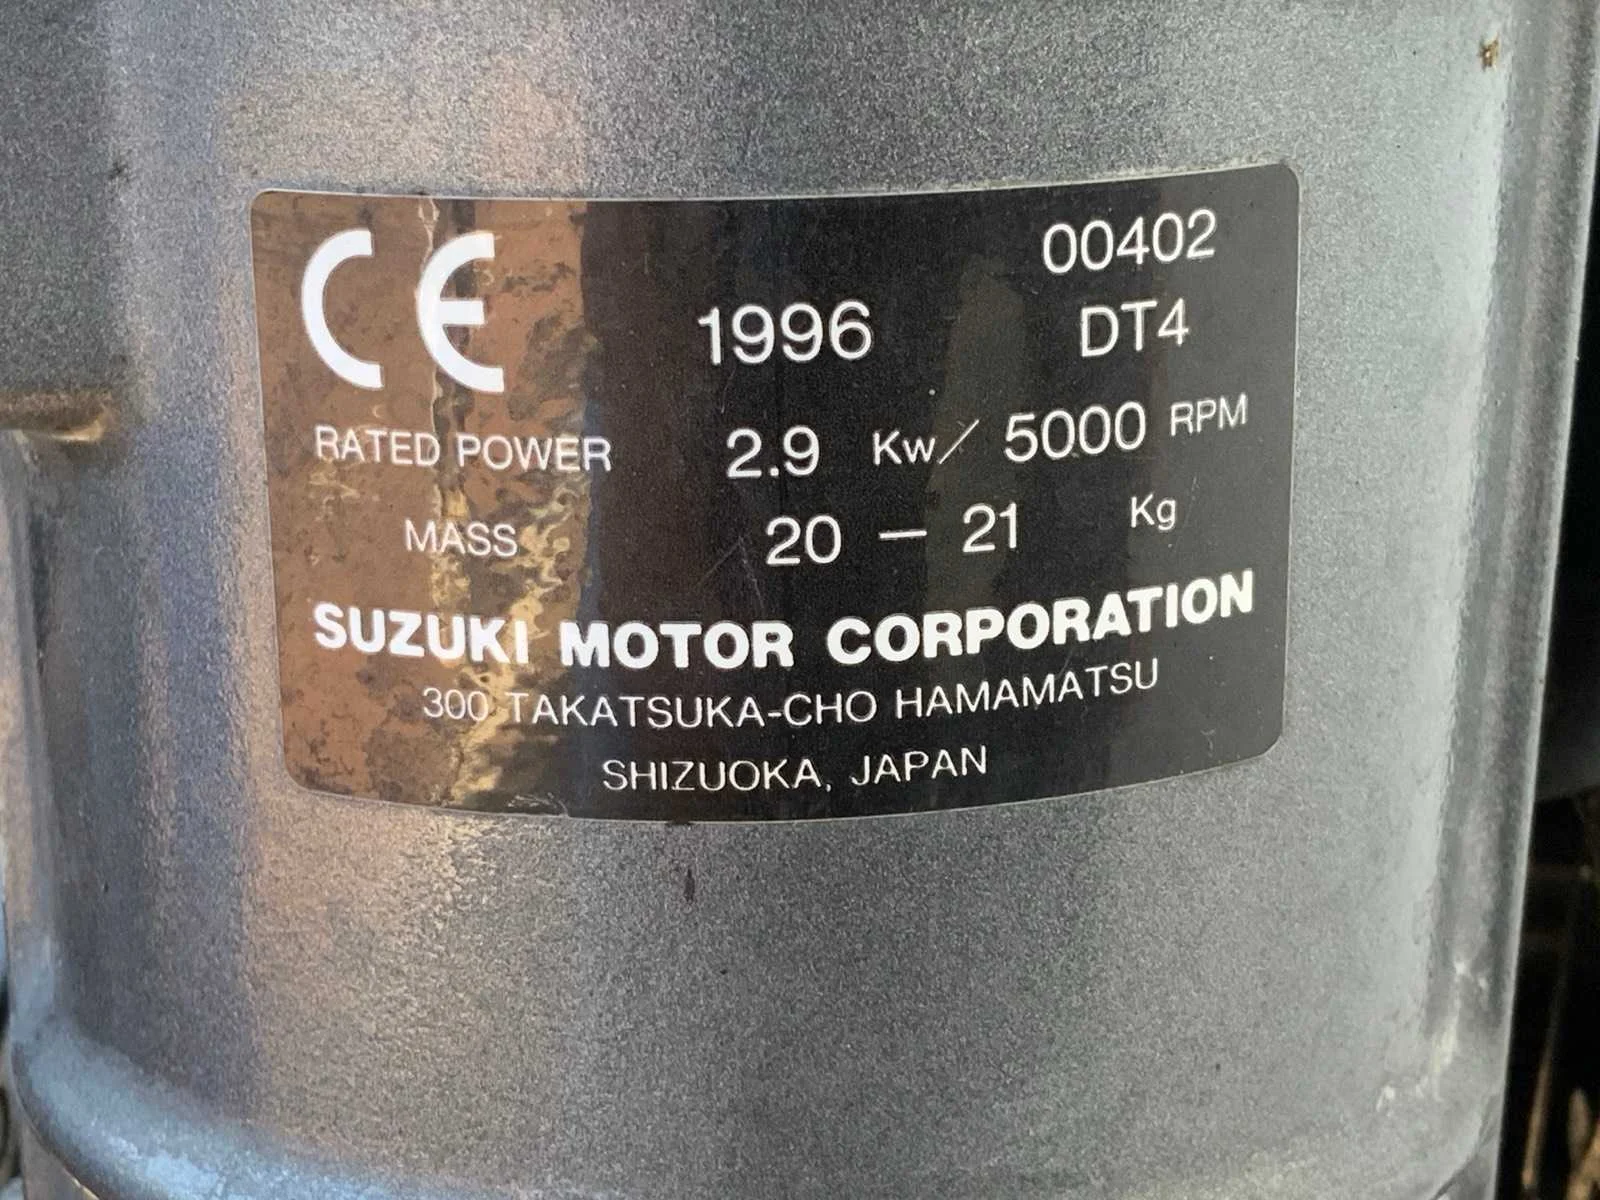 CE 00402
1996 DT4
RATED POWER 2.9 Kw/ 5000 RPM
MASS 20 — 21 Kg
SUZUKI MOTOR CORPORATION
300 TAKATSUKA-CHO HAMAMATSU
SHIZUOKA, JAPAN